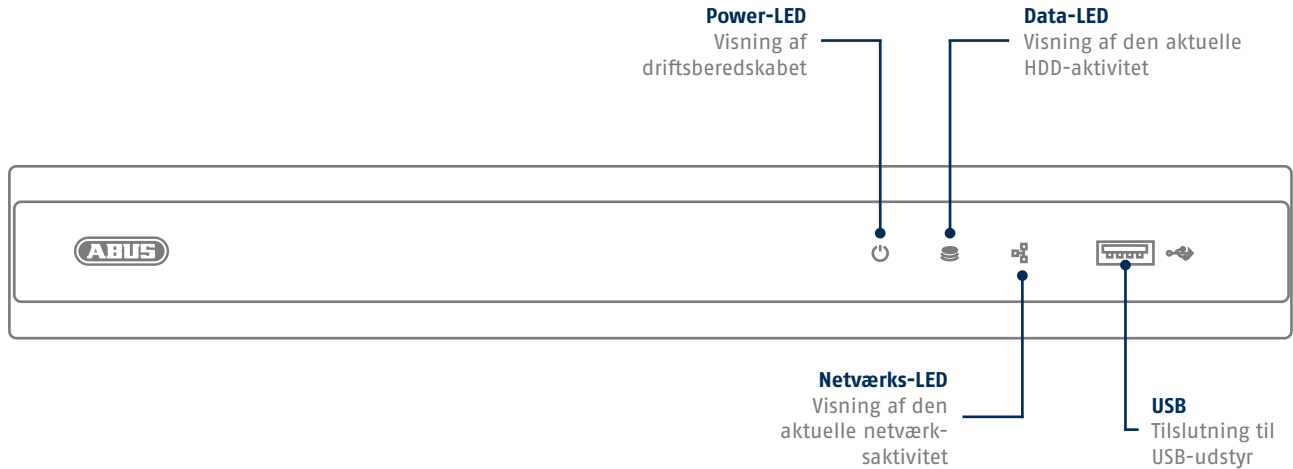 Power-LED
Visning af
driftsberedskabet
Data-LED
Visning af den aktuelle
HDD-aktivitet
ABUS
Netværks-LED
Visning af den
aktuelle netværk-
saktivitet
USB
Tilslutning til
USB-udstyr